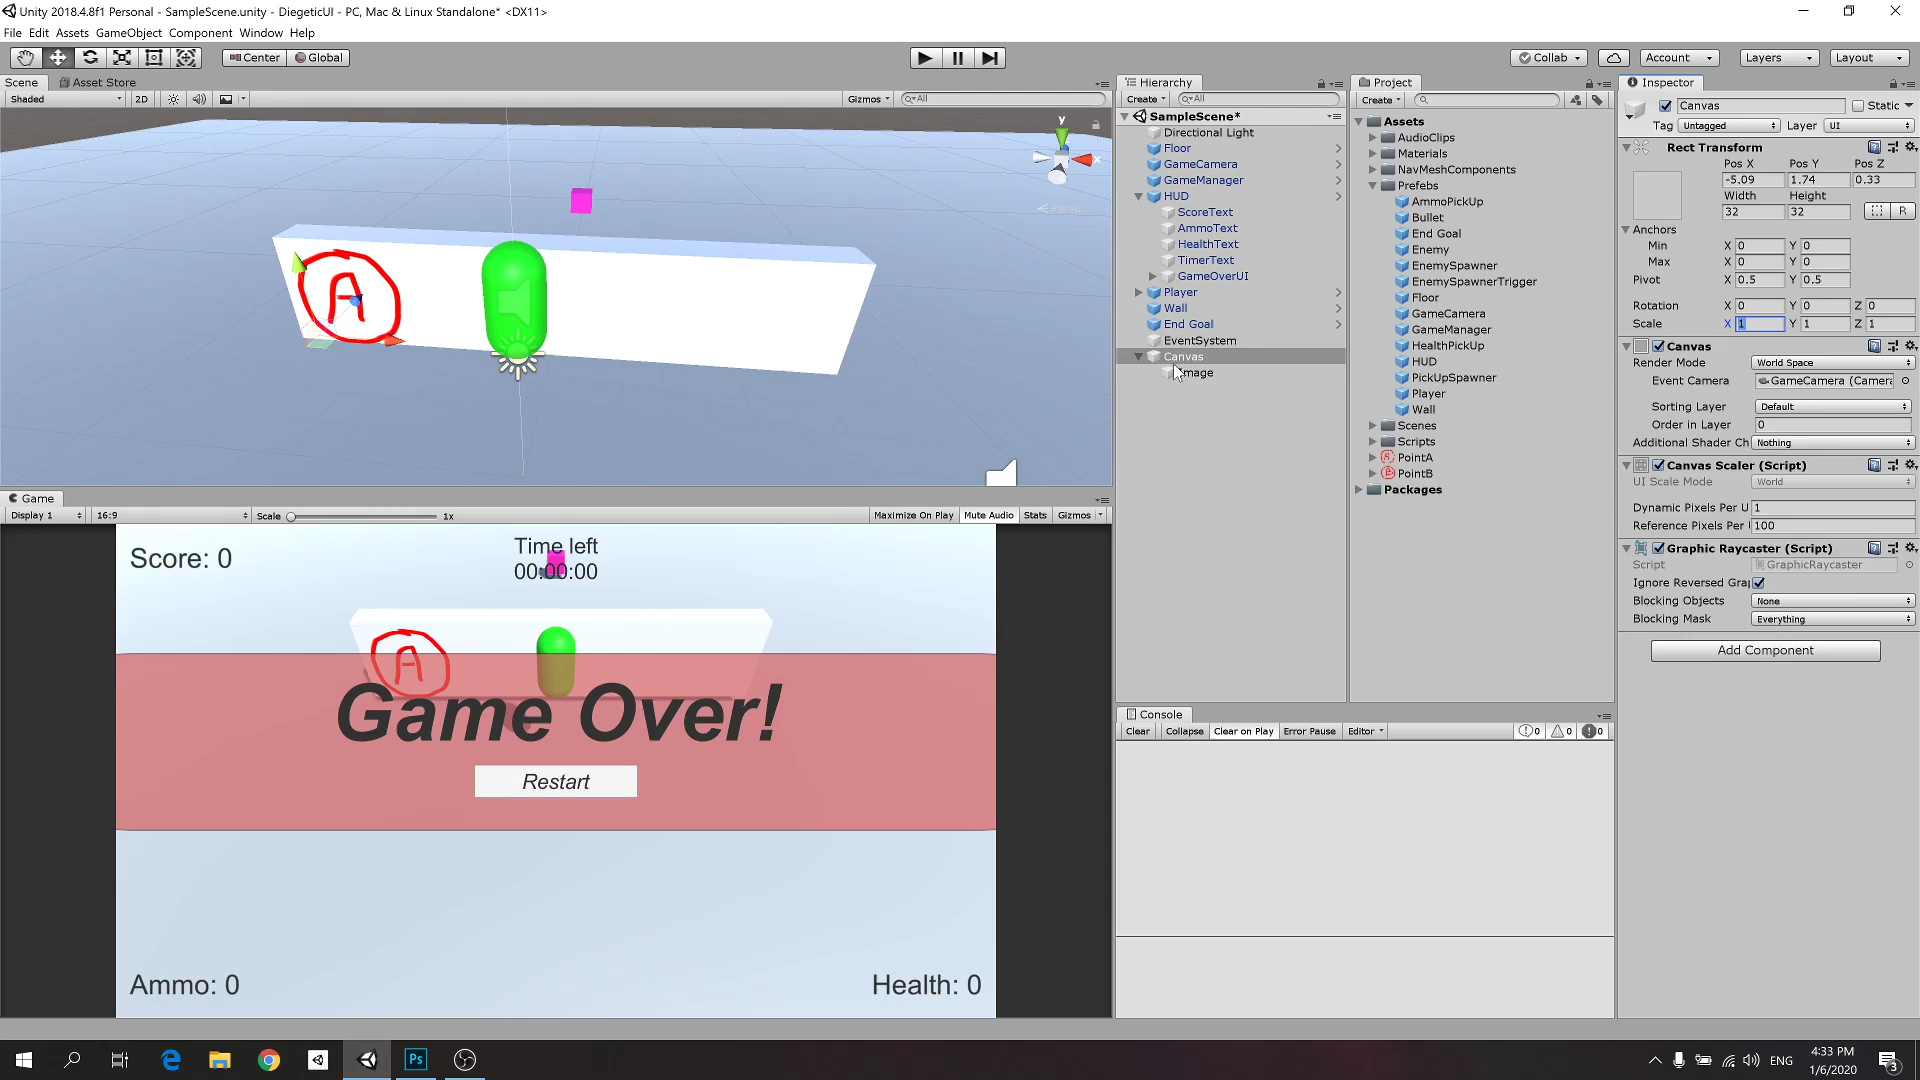 Unity 2018.4.8f1 Personal - SampleScene.unity - DiegeticUI - PC, Mac & Linux Standalone* <DX11>
File Edit Assets GameObject Component Window Help
Center Global
Collab Account Layers Layout
Scene Asset Store
Shaded 2D Gizmos All
y
x
Persp
A
Game
Display 1 16:9 Scale 1x Maximize On Play Mute Audio Stats Gizmos
Score: 0
Time left
00:00:00
A
Game Over!
Restart
Ammo: 0
Health: 0
Hierarchy
Create All
SampleScene*
Directional Light
Floor
GameCamera
GameManager
HUD
ScoreText
AmmoText
HealthText
TimerText
GameOverUI
Player
Wall
End Goal
EventSystem
Canvas
Image
Project
Create
Assets
AudioClips
Materials
NavMeshComponents
Prefebs
AmmoPickUp
Bullet
End Goal
Enemy
EnemySpawner
EnemySpawnerTrigger
Floor
GameCamera
GameManager
HealthPickUp
HUD
PickUpSpawner
Player
Wall
Scenes
Scripts
PointA
PointB
Packages
Console
Clear Collapse Clear on Play Error Pause Editor 0 0 0
Inspector
Canvas Static
Tag Untagged Layer UI
Rect Transform
Pos X Pos Y Pos Z
-5.09 1.74 0.33
Width Height
32 32 R
Anchors
Min X 0 Y 0
Max X 0 Y 0
Pivot X 0.5 Y 0.5
Rotation X 0 Y 0 Z 0
Scale X 1 Y 1 Z 1
Canvas
Render Mode World Space
Event Camera GameCamera (Camera
Sorting Layer Default
Order in Layer 0
Additional Shader Ch Nothing
Canvas Scaler (Script)
UI Scale Mode World
Dynamic Pixels Per U 1
Reference Pixels Per 100
Graphic Raycaster (Script)
Script GraphicRaycaster
Ignore Reversed Grap
Blocking Objects None
Blocking Mask Everything
Add Component
Ps
ENG
4:33 PM
1/6/2020
3